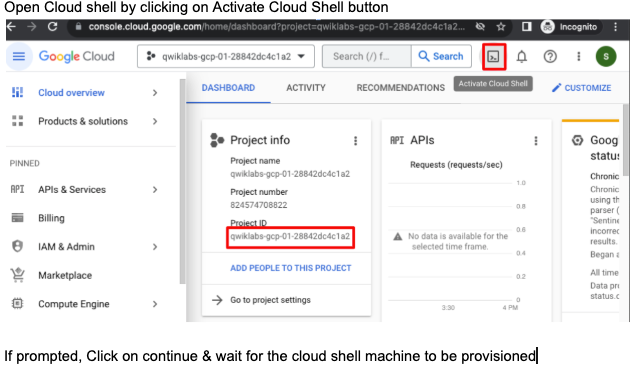 Open Cloud shell by clicking on Activate Cloud Shell button
console.cloud.google.com/home/dashboard?project=qwiklabs-gcp-01-28842dc4c1a2...
Incognito
Google Cloud
qwiklabs-gcp-01-28842dc4c1a2
Search (/) f...
Search
S
Cloud overview
Products & solutions
PINNED
API APIs & Services
Billing
IAM & Admin
Marketplace
Compute Engine
DASHBOARD
ACTIVITY
RECOMMENDATIONS
Activate Cloud Shell
CUSTOMIZE
Project info
Project name
qwiklabs-gcp-01-28842dc4c1a2
Project number
824574708822
Project ID
qwiklabs-gcp-01-28842dc4c1a2
ADD PEOPLE TO THIS PROJECT
Go to project settings
API APIs
Requests (requests/sec)
1.0
0.8
0.6
0.4
0.2
0
No data is available for the
selected time frame.
3:30
4 PM
Goog
status
Chronic
Chronic
using th
parser (
"Sentine
incorrec
results.
Began a
All time
Data pro
status.c
If prompted, Click on continue & wait for the cloud shell machine to be provisioned